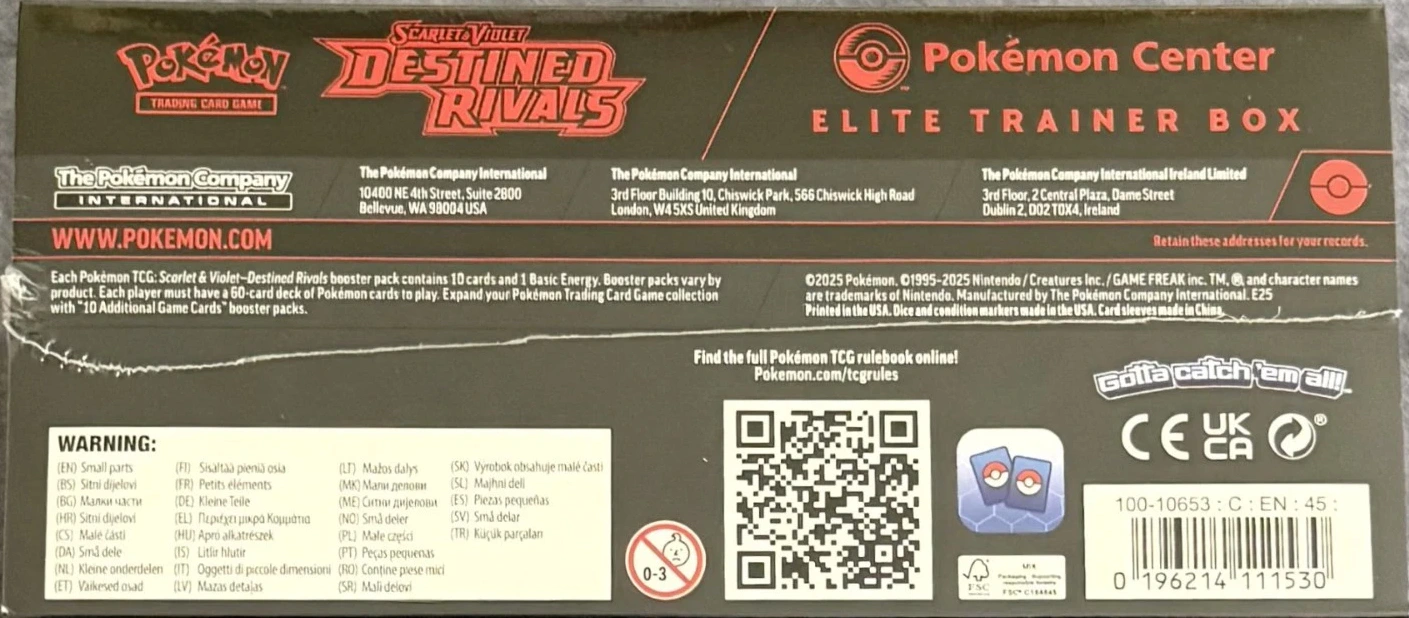 POKéMON
TRADING CARD GAME
SCARLET & VIOLET
DESTINED
RIVALS
Pokémon Center
ELITE TRAINER BOX
The Pokémon Company
INTERNATIONAL
The Pokémon Company International
10400 NE 4th Street, Suite 2800
Bellevue, WA 98004 USA
The Pokémon Company International
3rd Floor Building 10, Chiswick Park, 566 Chiswick High Road
London, W4 5XS United Kingdom
The Pokémon Company International Ireland Limited
3rd Floor, 2 Central Plaza, Dame Street
Dublin 2, D02 T0X4, Ireland
WWW.POKEMON.COM
Retain these addresses for your records.
Each Pokémon TCG: Scarlet & Violet–Destined Rivals booster pack contains 10 cards and 1 Basic Energy. Booster packs vary by
product. Each player must have a 60-card deck of Pokémon cards to play. Expand your Pokémon Trading Card Game collection
with "10 Additional Game Cards" booster packs.
©2025 Pokémon. ©1995-2025 Nintendo / Creatures Inc. / GAME FREAK inc. TM, ®, and character names
are trademarks of Nintendo. Manufactured by The Pokémon Company International. E25
Printed in the USA. Dice and condition markers made in the USA. Card sleeves made in China.
Find the full Pokémon TCG rulebook online!
Pokemon.com/tcgrules
Gotta catch 'em all!
CE
UK
CA
®
WARNING:
(EN) Small parts
(BS) Sitni dijelovi
(BG) Малки части
(HR) Sitni dijelovi
(CS) Malé části
(DA) Små dele
(NL) Kleine onderdelen
(ET) Väikesed osad
(FI) Sisältää pieniä osia
(FR) Petits éléments
(DE) Kleine Teile
(EL) Περιέχει μικρά Κομμάτια
(HU) Apró alkatrészek
(IS) Litlir hlutir
(IT) Oggetti di piccole dimensioni
(LV) Mazas detaļas
(LT) Mažos dalys
(MK) Мали делови
(ME) Ситни дијелови
(NO) Små deler
(PL) Małe części
(PT) Peças pequenas
(RO) Conține piese mici
(SR) Mali delovi
(SK) Výrobok obsahuje malé časti
(SL) Majhni deli
(ES) Piezas pequeñas
(SV) Små delar
(TR) Küçük parçaları
0-3
FSC
MIX
Packaging | Supporting
responsible forestry
100-10653 : C : EN : 45 :
0 196214 111530